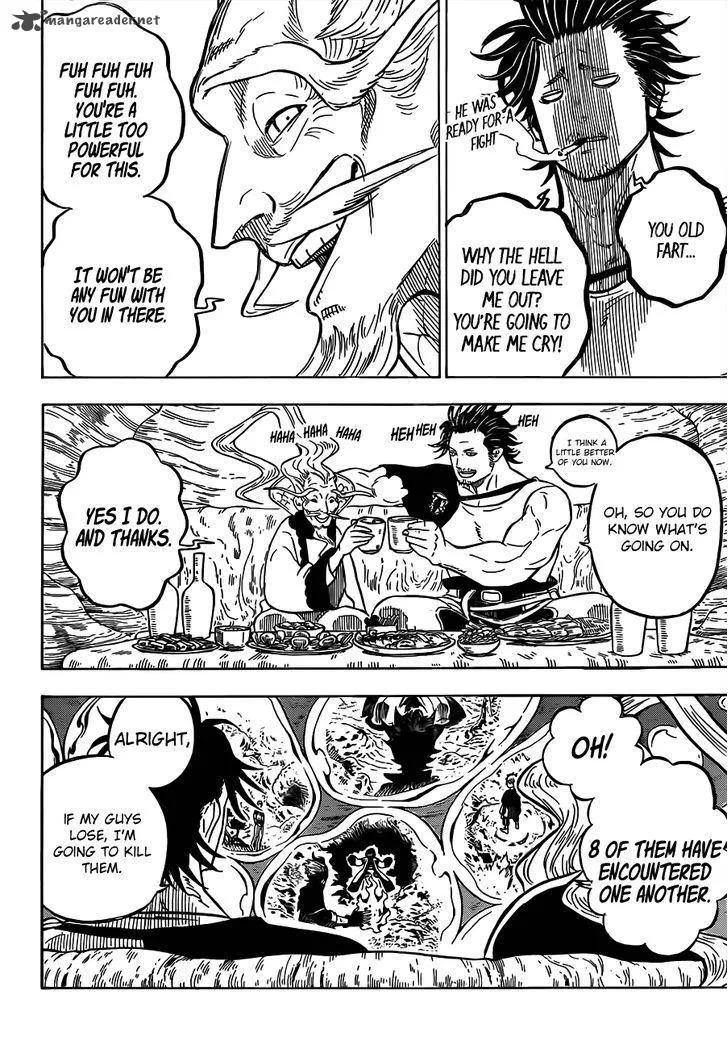 mangareader.net
HE WAS
READY FOR A
FIGHT
YOU OLD
FART...
WHY THE HELL
DID YOU LEAVE
ME OUT?
YOU'RE GOING TO
MAKE ME CRY!
FUH FUH FUH
FUH FUH.
YOU'RE A
LITTLE TOO
POWERFUL
FOR THIS.
IT WON'T BE
ANY FUN WITH
YOU IN THERE.
I THINK A
LITTLE BETTER
OF YOU NOW.
OH, SO YOU DO
KNOW WHAT'S
GOING ON.
HEH
HEH HEH
HAHA HAHA HAHA
YES I DO.
AND THANKS.
OH!
8 OF THEM HAVE
ENCOUNTERED
ONE ANOTHER.
ALRIGHT,
IF MY GUYS
LOSE, I'M
GOING TO KILL
THEM.